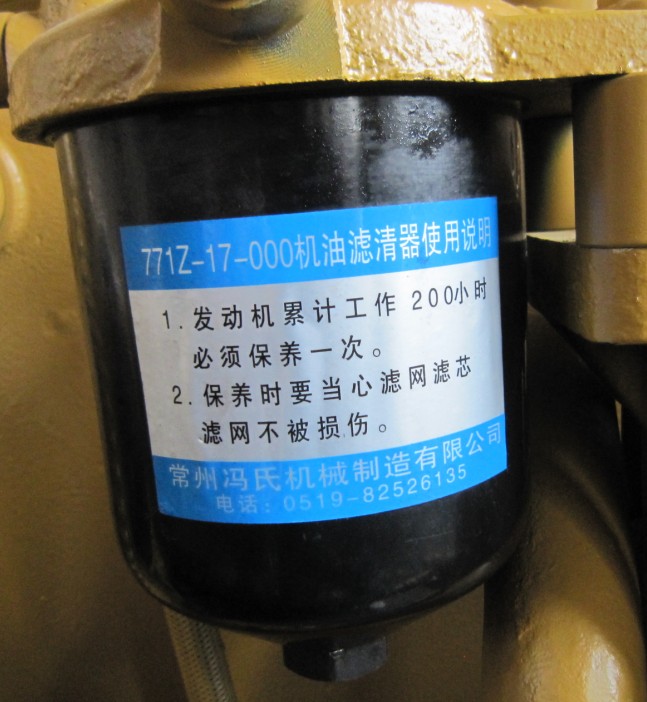 771Z-17-000机油滤清器使用说明
1.发动机累计工作 200小时
必须保养一次。
2.保养时要当心滤网滤芯
滤网不被损伤。
常州冯氏机械制造有限公司
电话：0519-82526135